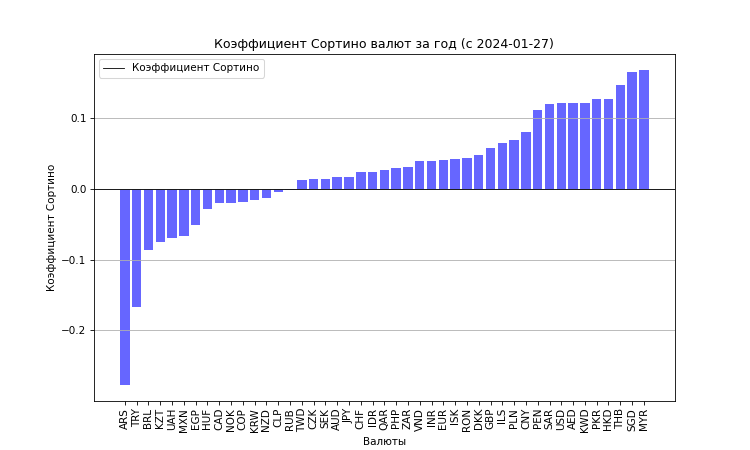 Коэффициент Сортино валют за год (с 2024-01-27)
Коэффициент Сортино
0.1
0.0
−0.1
−0.2
Коэффициент Сортино
ARS TRY BRL KZT UAH MXN EGP HUF CAD NOK COP KRW NZD CLP RUB TWD CZK SEK AUD JPY CHF IDR QAR PHP ZAR VND INR EUR ISK RON DKK GBP ILS PLN CNY PEN SAR USD AED KWD PKR HKD THB SGD MYR
Валюты